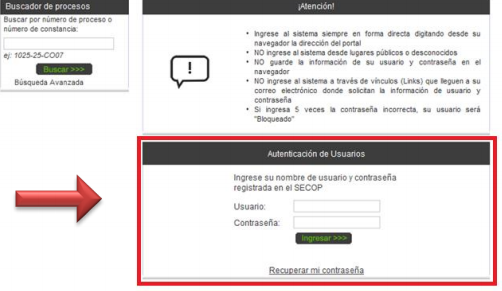 Buscador de procesos
Buscar por número de proceso o
número de constancia:
ej: 1025-25-CO07
Buscar >>>
Búsqueda Avanzada
¡Atención!
• Ingrese al sistema siempre en forma directa digitando desde su
navegador la dirección del portal
• NO ingrese al sistema desde lugares públicos o desconocidos
• NO guarde la información de su usuario y contraseña en el
navegador
• NO ingrese al sistema a través de vínculos (Links) que lleguen a su
correo electrónico donde solicitan la información de usuario y
contraseña
• Si ingresa 5 veces la contraseña incorrecta, su usuario será
"Bloqueado"
!
Autenticación de Usuarios
Ingrese su nombre de usuario y contraseña
registrada en el SECOP
Usuario:
Contraseña:
Ingresar >>>
Recuperar mi contraseña